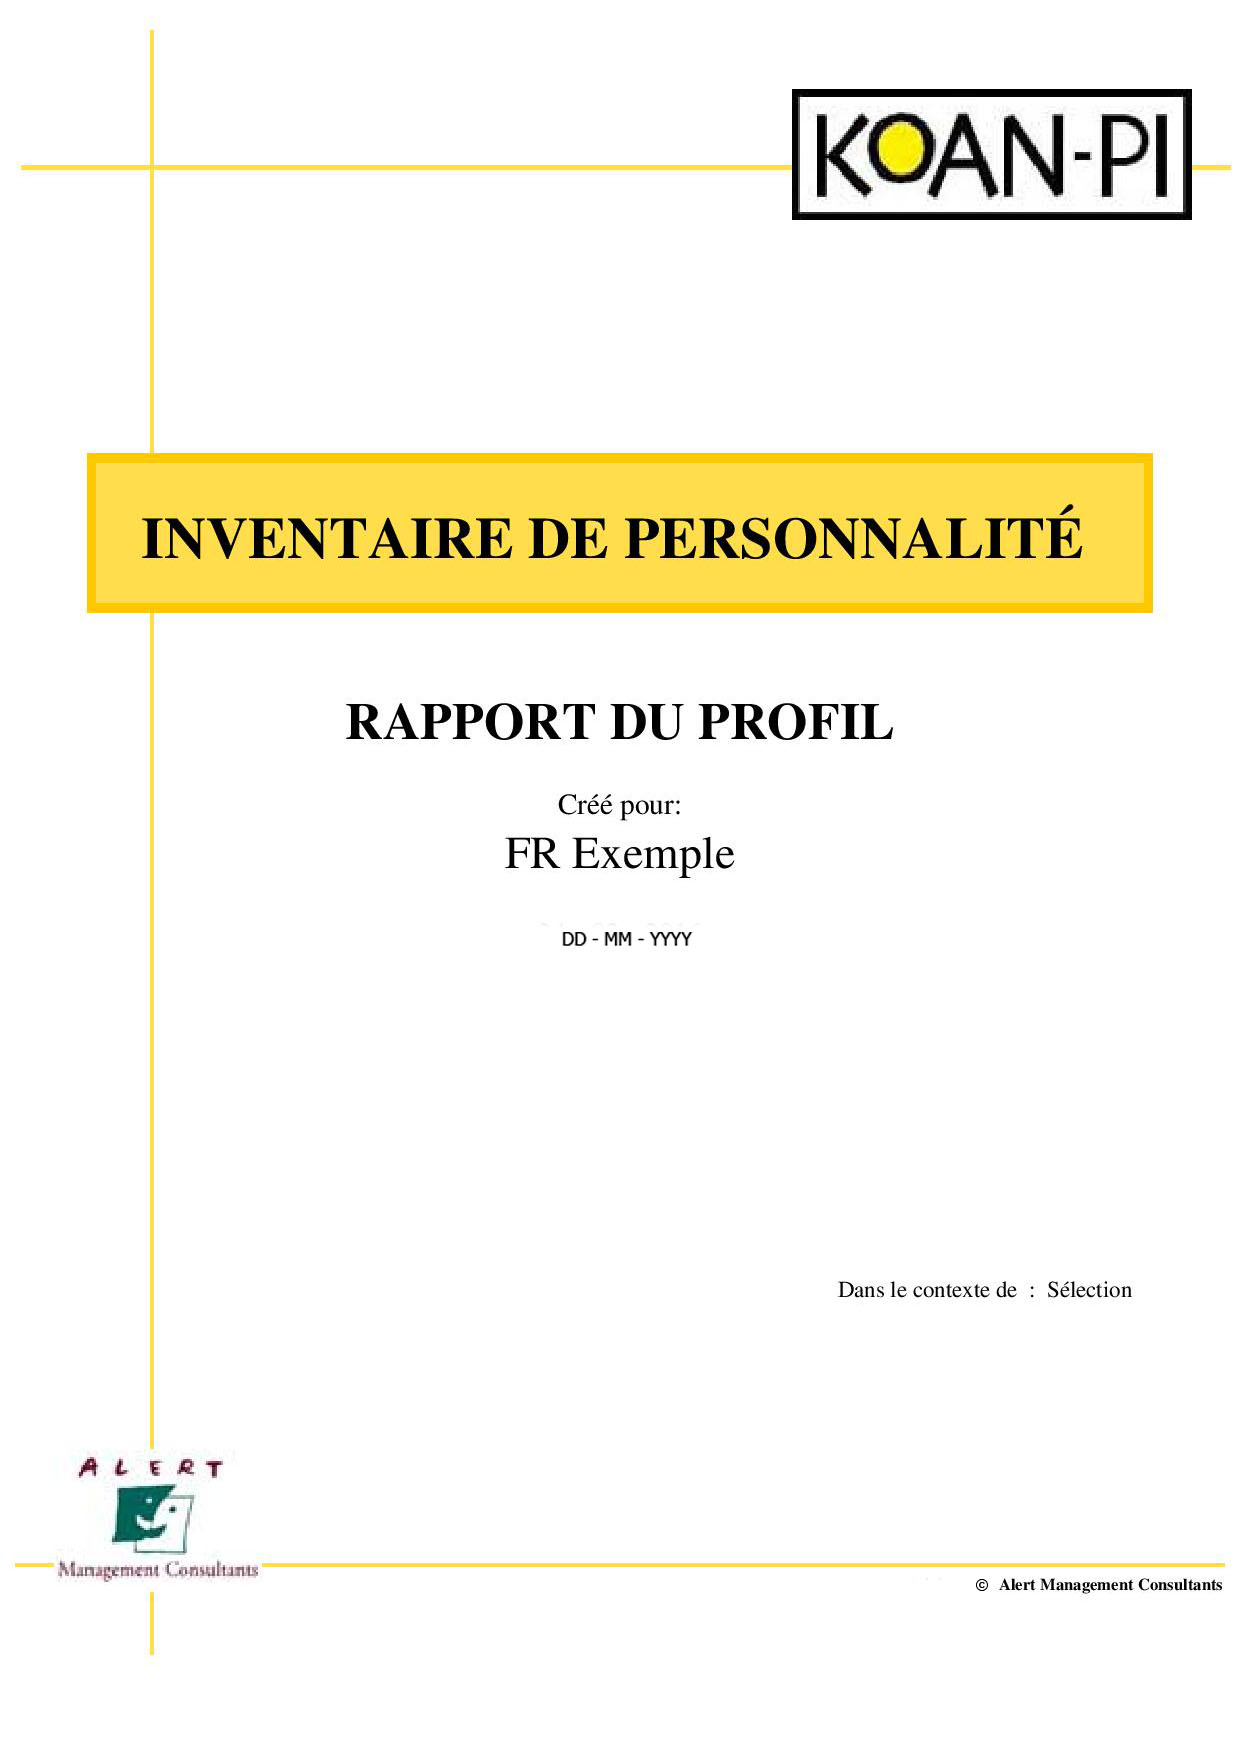 KOAN-PI
INVENTAIRE DE PERSONNALITÉ
RAPPORT DU PROFIL
Créé pour:
FR Exemple
DD - MM - YYYY
Dans le contexte de : Sélection
ALERT
Management Consultants
© Alert Management Consultants